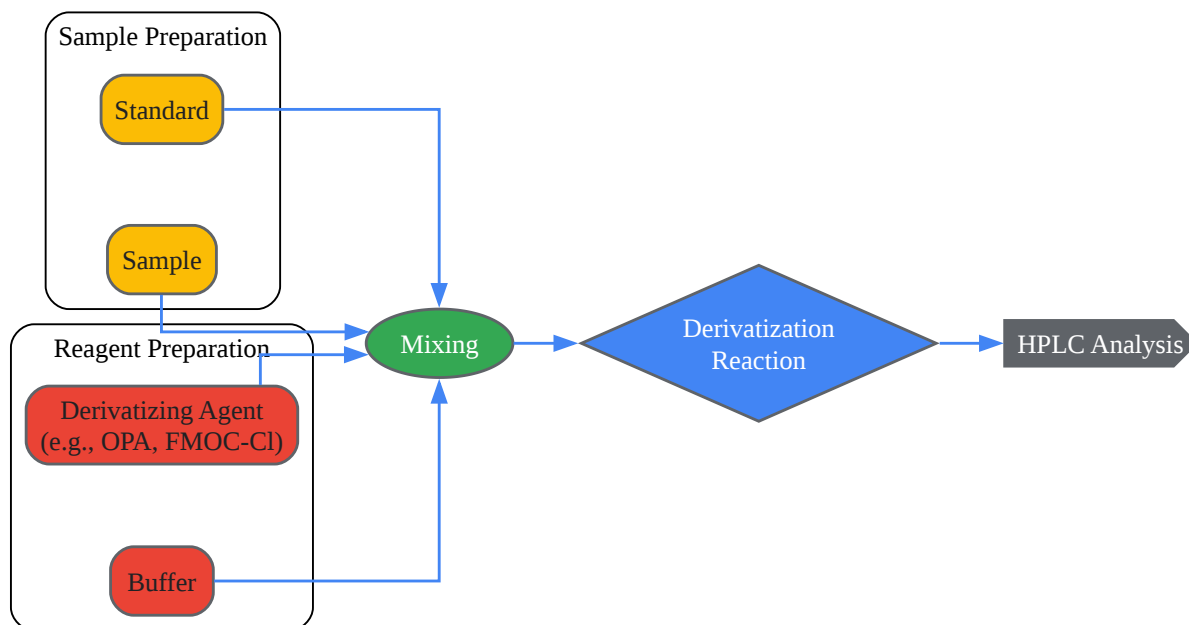 Sample Preparation
Standard
Sample
Reagent Preparation
Derivatizing Agent
(e.g., OPA, FMOC-Cl)
Buffer
Mixing
Derivatization
Reaction
HPLC Analysis